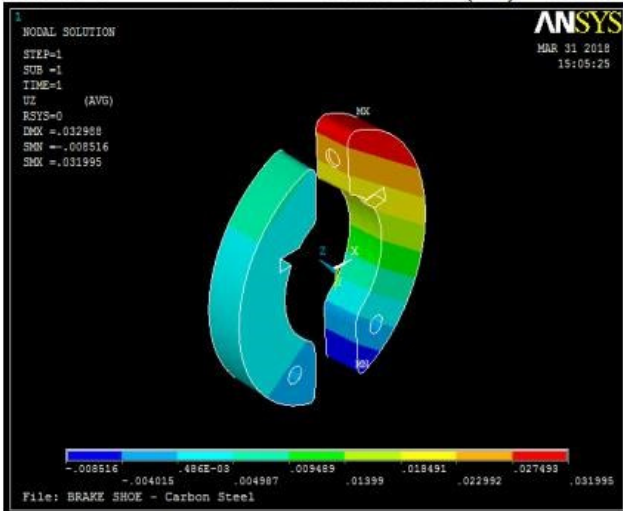 1
NODAL SOLUTION
ANSYS
MAR 31 2018
15:05:25
STEP=1
SUB =1
TIME=1
UZ (AVG)
RSYS=0
DMX =.032988
SMN =-.008516
SMX =.031995
MX
Z X
MN
-.008516 .486E-03 .009489 .018491 .027493
-.004015 .004987 .01399 .022992 .031995
File: BRAKE SHOE - Carbon Steel